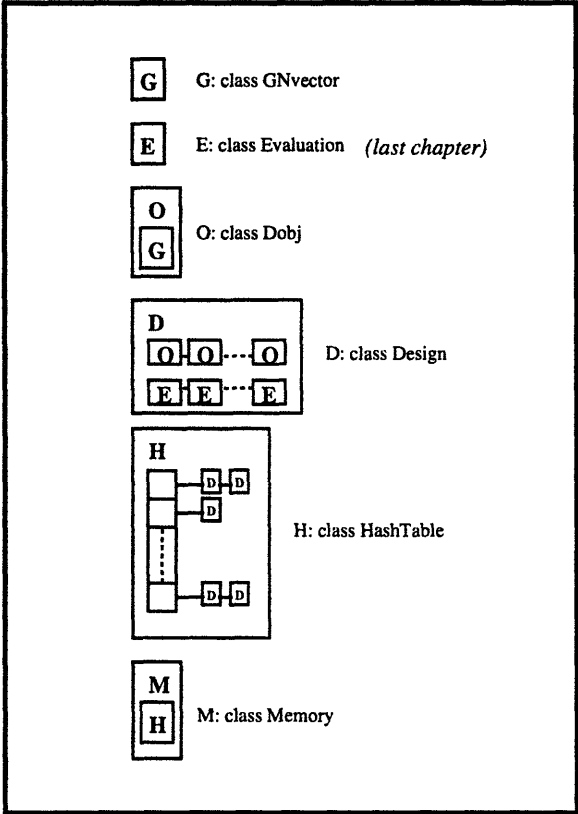 G G: class GNvector
E E: class Evaluation (last chapter)
O
G
O: class Dobj
D
O O O
D: class Design
E E E
H
D D
D
H: class HashTable
D D
M
H
M: class Memory